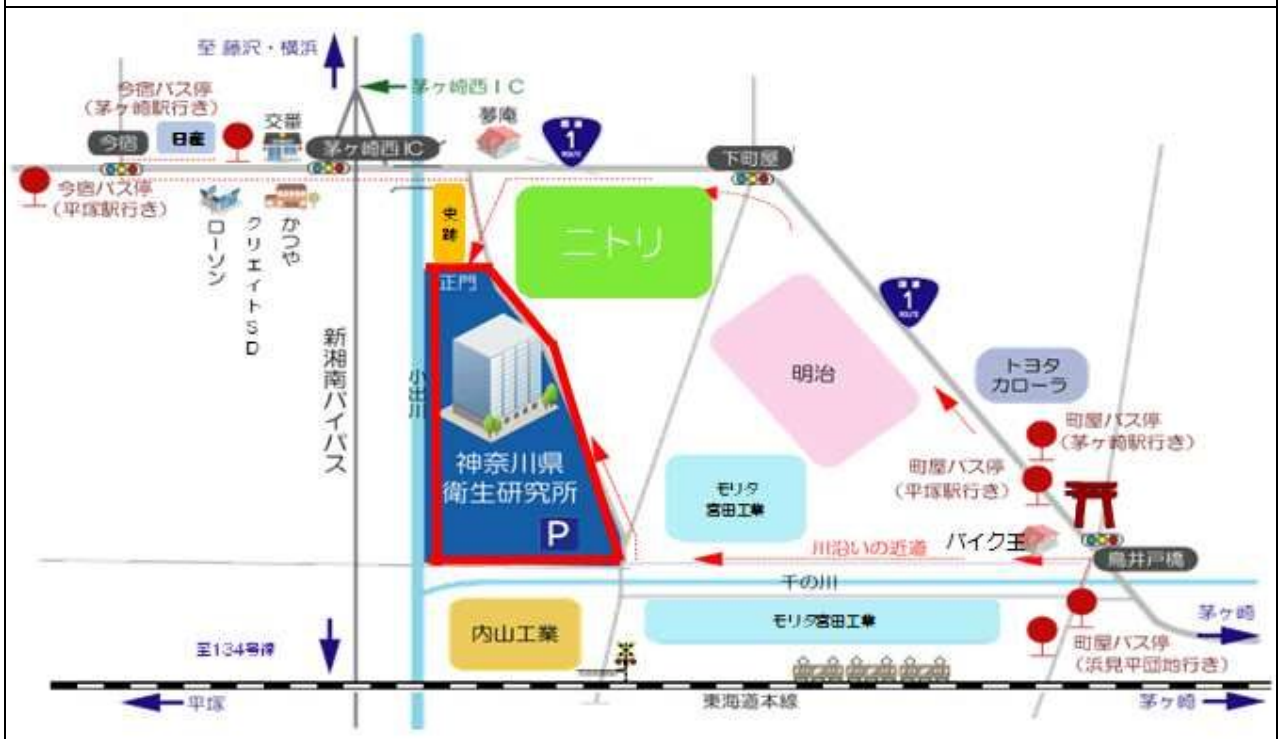 至 藤沢・横浜
今宿バス停
(茅ヶ崎駅行き)
茅ヶ崎西IC
交番
夢庵
国道
1
ROUTE
今宿
日産
茅ヶ崎西IC
下町屋
今宿バス停
(平塚駅行き)
ローソン
クリエイトSD
かつや
史跡
ニトリ
正門
国道
1
ROUTE
新湘南バイパス
小出川
明治
トヨタ
カローラ
町屋バス停
(茅ヶ崎駅行き)
町屋バス停
(平塚駅行き)
神奈川県
衛生研究所
P
モリタ
宮田工業
川沿いの近道
バイク王
鳥井戸橋
千の川
内山工業
モリタ宮田工業
茅ヶ崎
至134号線
町屋バス停
(浜見平団地行き)
平塚
東海道本線
茅ヶ崎